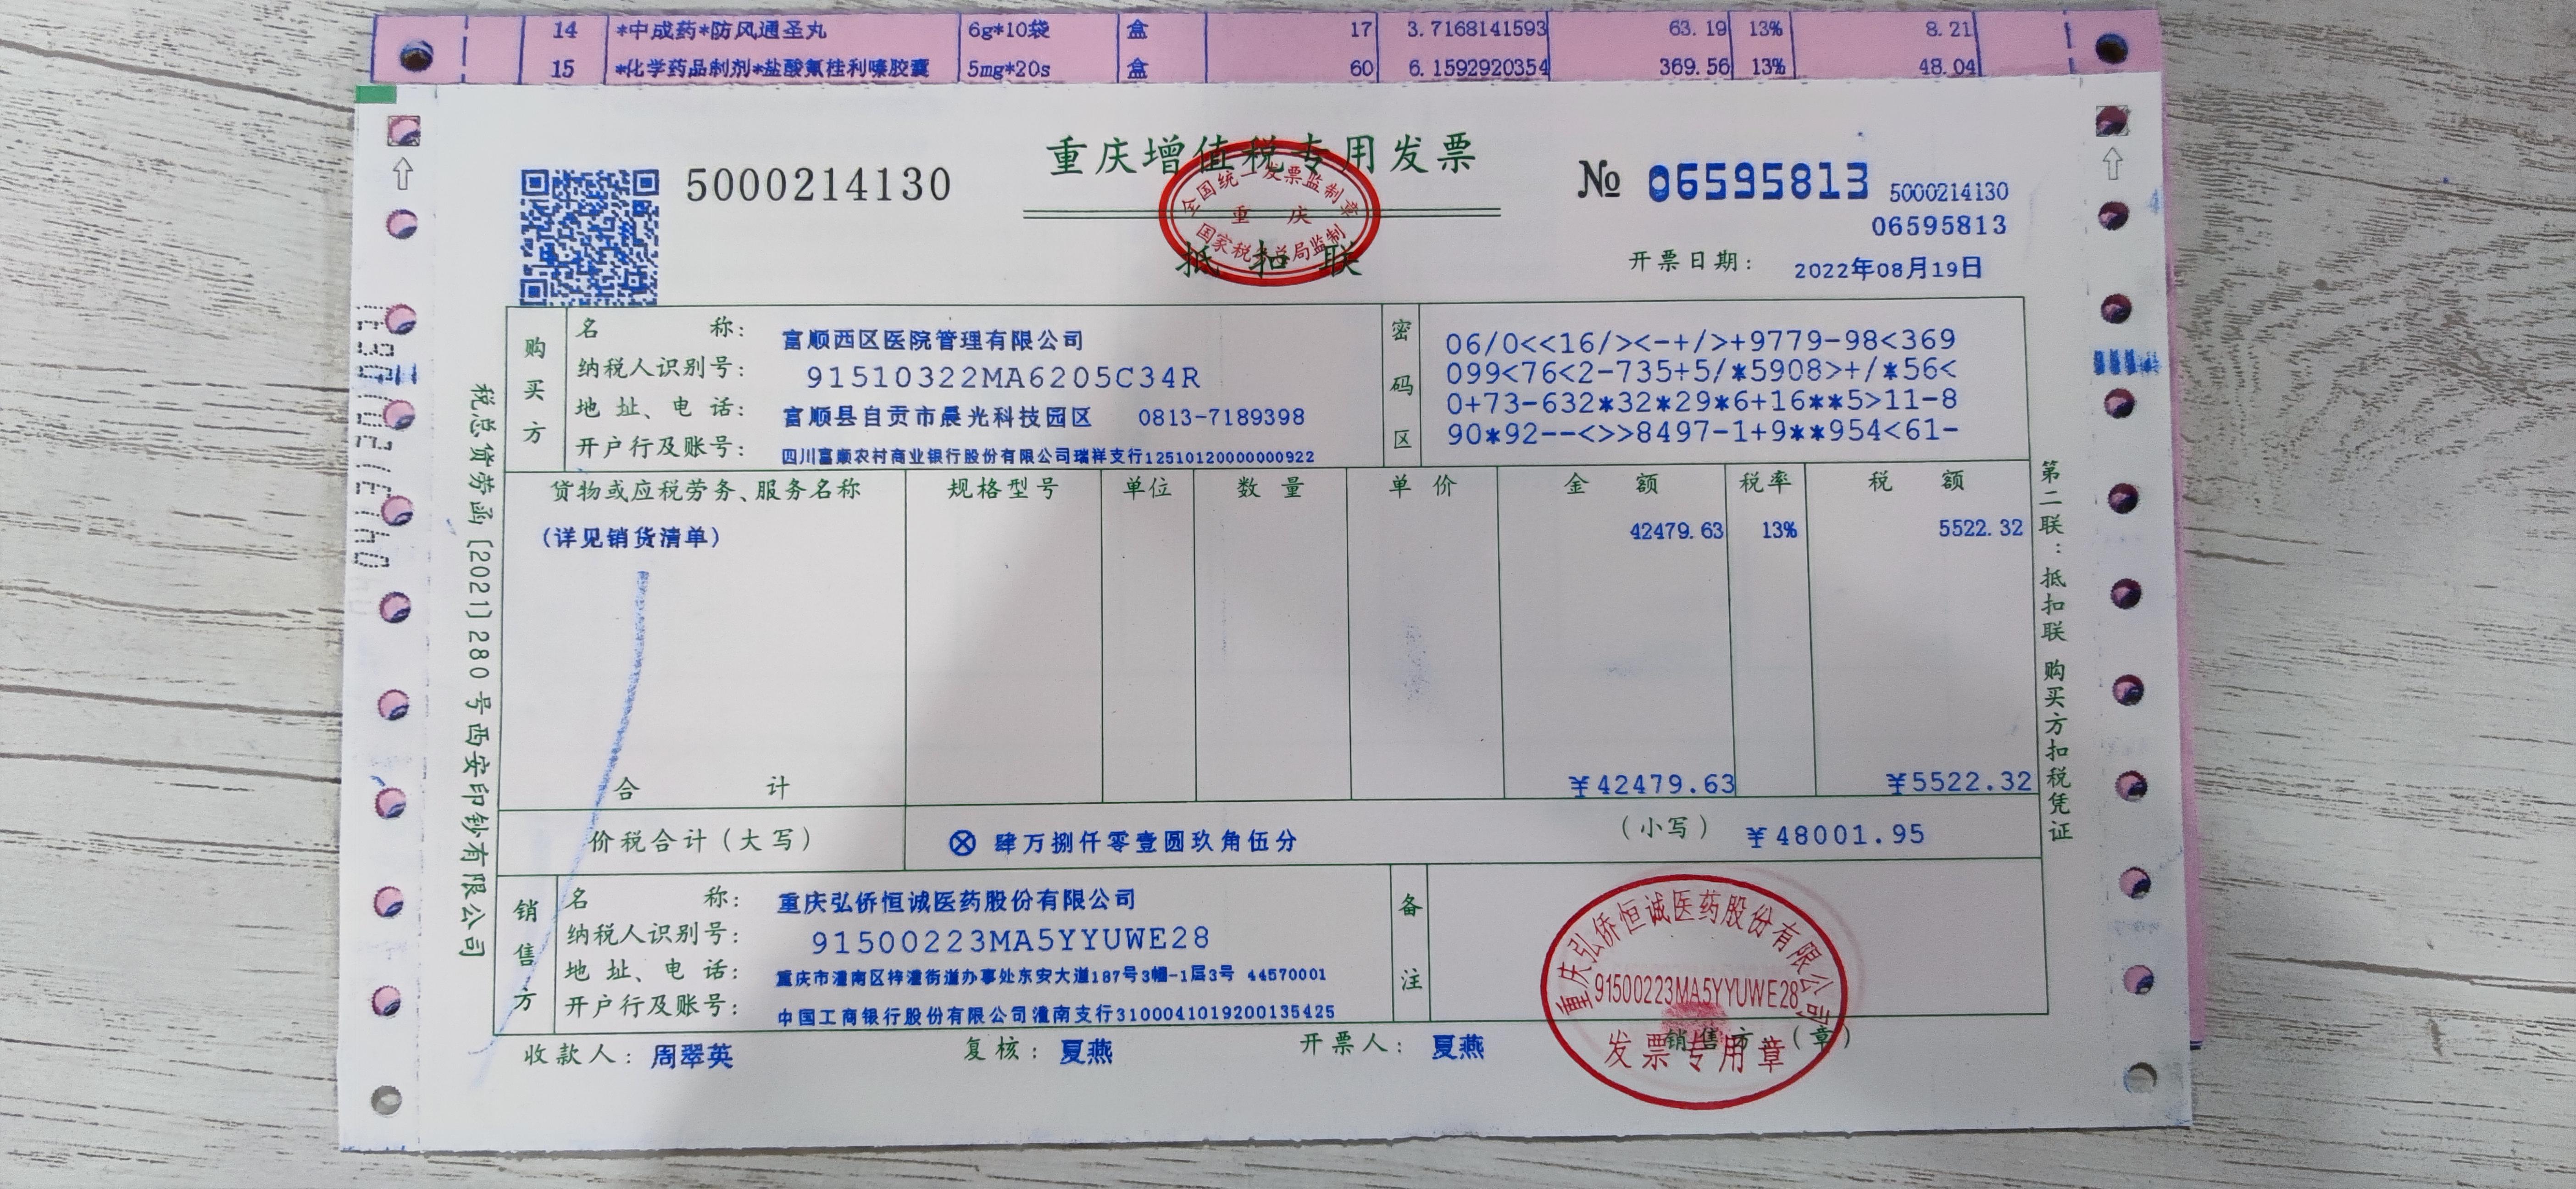 14 *中成药*防风通圣丸 6g*10袋 盒 17 3.7168141593 63.19 13% 8.21
15 *化学药品制剂*盐酸氟桂利嗪胶囊 5mg*20s 盒 60 6.1592920354 369.56 13% 48.04
重庆增值税专用发票
5000214130
№ 06595813 5000214130
06595813
全国统一发票监制章
重庆
国家税务总局监制
抵扣联
开票日期: 2022年08月19日
税总货劳函〔2021〕280号西安印钞有限公司
购买方
名称: 富顺西区医院管理有限公司
纳税人识别号: 91510322MA6205C34R
地址、电话: 富顺县自贡市晨光科技园区 0813-7189398
开户行及账号: 四川富顺农村商业银行股份有限公司瑞祥支行12510120000000922
密码区
06/0<<16/><-+/>+9779-98<369
099<76<2-735+5/*5908>+/*56<
0+73-632*32*29*6+16**5>11-8
90*92--<>>8497-1+9**954<61-
货物或应税劳务、服务名称 规格型号 单位 数量 单价 金额 税率 税额
(详见销货清单) 42479.63 13% 5522.32
合计 ¥42479.63 ¥5522.32
价税合计(大写) ⊗ 肆万捌仟零壹圆玖角伍分 (小写) ¥48001.95
销售方
名称: 重庆弘侨恒诚医药股份有限公司
纳税人识别号: 91500223MA5YYUWE28
地址、电话: 重庆市潼南区梓潼街道办事处东安大道187号3幢-1层3号 44570001
开户行及账号: 中国工商银行股份有限公司潼南支行3100041019200135425
备注
重庆弘侨恒诚医药股份有限公司
91500223MA5YYUWE28
发票专用章
收款人: 周翠英 复核: 夏燕 开票人: 夏燕 销售方(章)
第二联:抵扣联 购买方扣税凭证